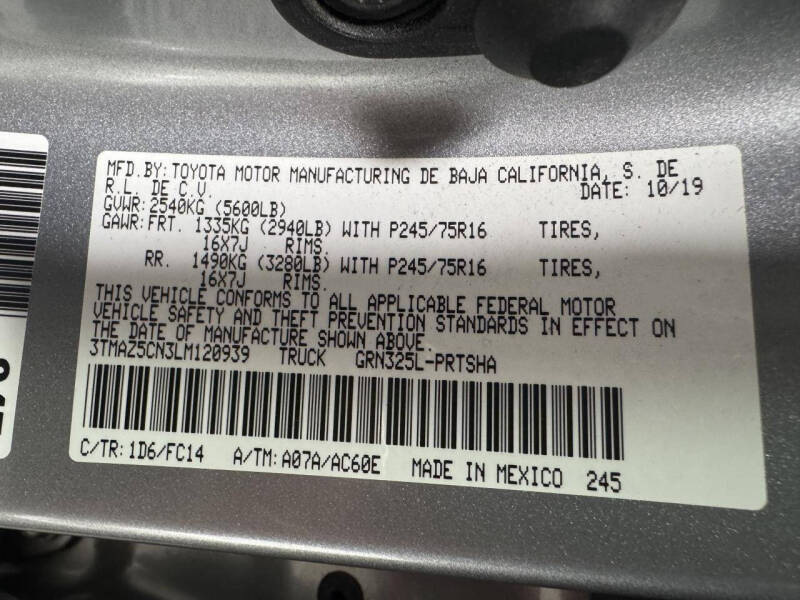 MFD.BY:TOYOTA MOTOR MANUFACTURING DE BAJA CALIFORNIA, S. DE
R.L. DE C.V. DATE: 10/19
GVWR:2540KG (5600LB)
GAWR:FRT. 1335KG (2940LB) WITH P245/75R16 TIRES,
16X7J RIMS.
RR. 1490KG (3280LB) WITH P245/75R16 TIRES,
16X7J RIMS.
THIS VEHICLE CONFORMS TO ALL APPLICABLE FEDERAL MOTOR
VEHICLE SAFETY AND THEFT PREVENTION STANDARDS IN EFFECT ON
THE DATE OF MANUFACTURE SHOWN ABOVE.
3TMAZ5CN3LM120939 TRUCK GRN325L-PRTSHA
C/TR:1D6/FC14 A/TM:A07A/AC60E MADE IN MEXICO 245